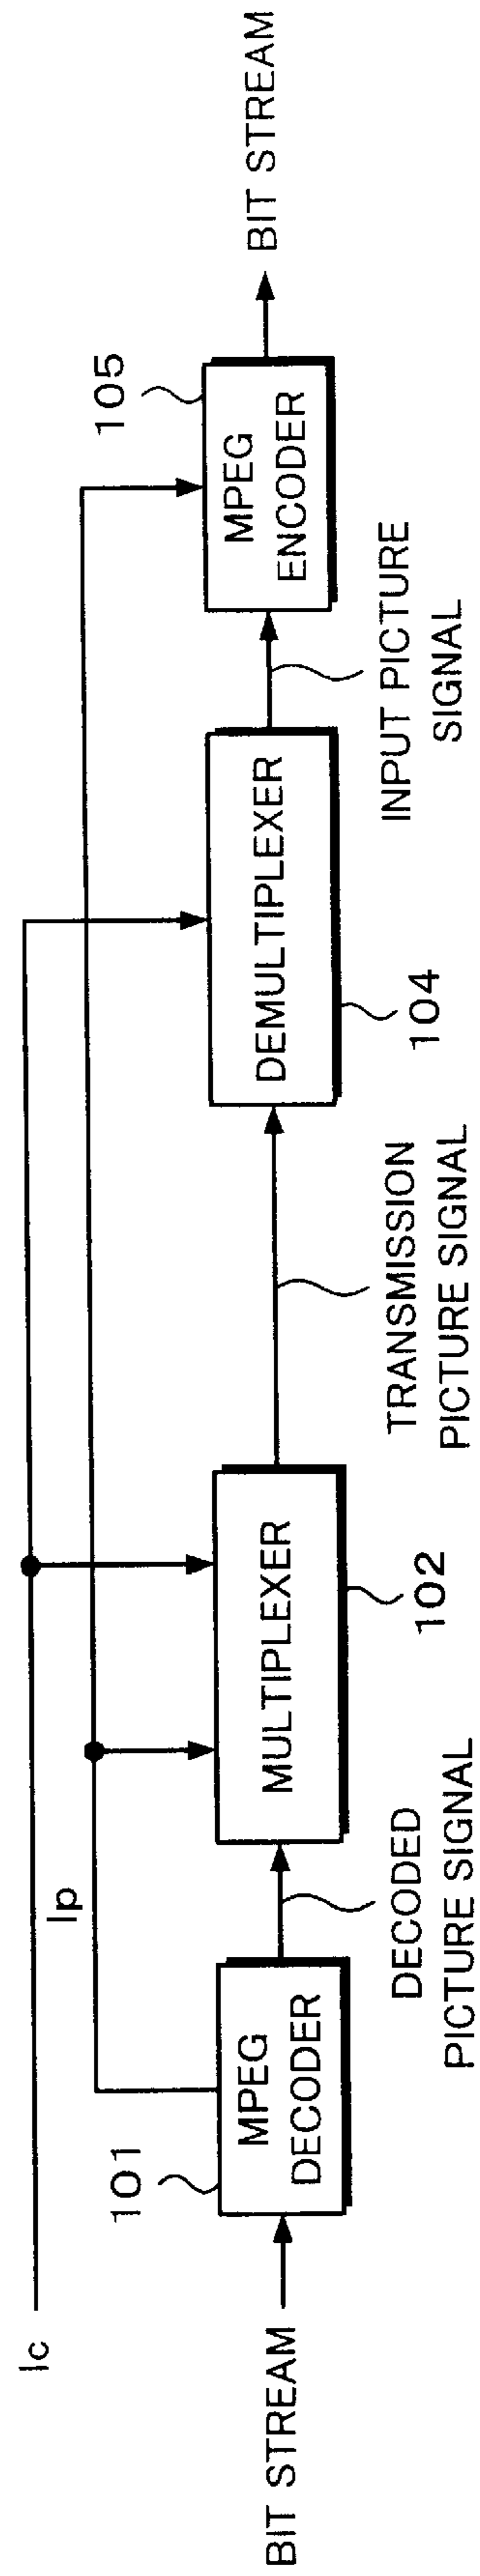 Ic
Ip
BIT STREAM
101
MPEG
DECODER
DECODED
PICTURE SIGNAL
MULTIPLEXER
102
TRANSMISSION
PICTURE SIGNAL
DEMULTIPLEXER
104
INPUT PICTURE
SIGNAL
105
MPEG
ENCODER
BIT STREAM